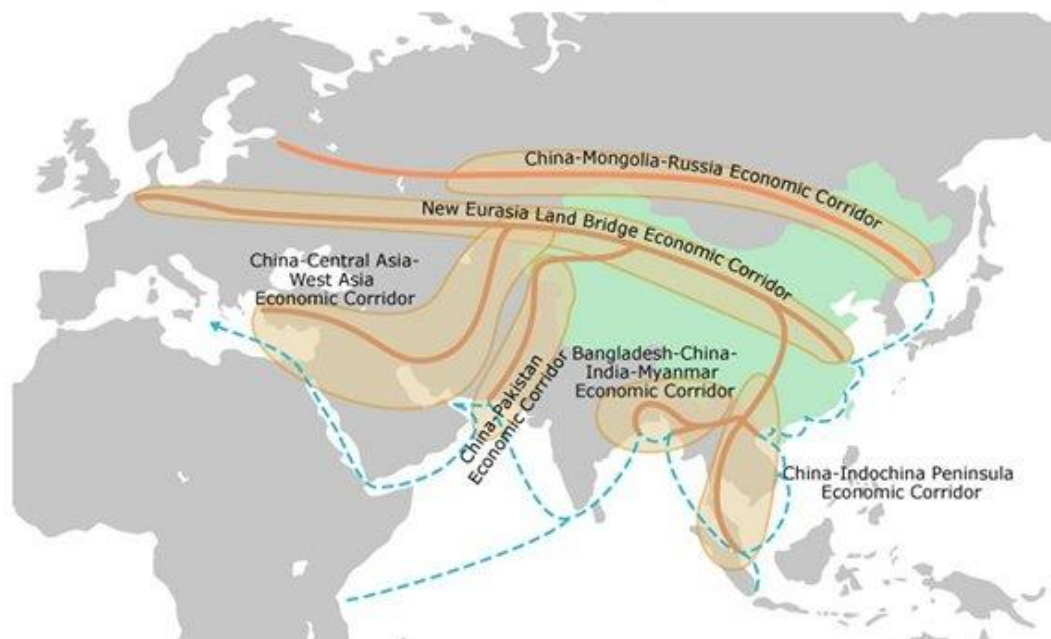 China-Mongolia-Russia Economic Corridor
New Eurasia Land Bridge Economic Corridor
China-Central Asia-
West Asia
Economic Corridor
China-Pakistan
Economic Corridor
Bangladesh-China-
India-Myanmar
Economic Corridor
China-Indochina Peninsula
Economic Corridor